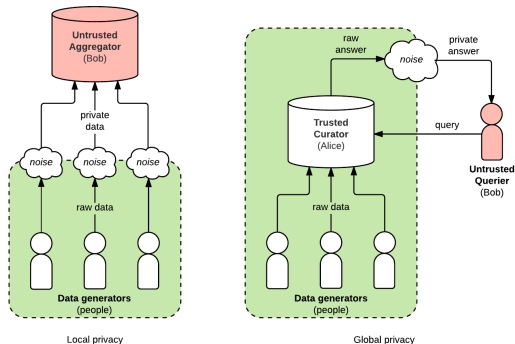 Untrusted
Aggregator
(Bob)
private
data
noise
noise
noise
raw data
Data generators
(people)
Local privacy
raw
answer
noise
private
answer
Trusted
Curator
(Alice)
query
Untrusted
Querier
(Bob)
raw data
Data generators
(people)
Global privacy